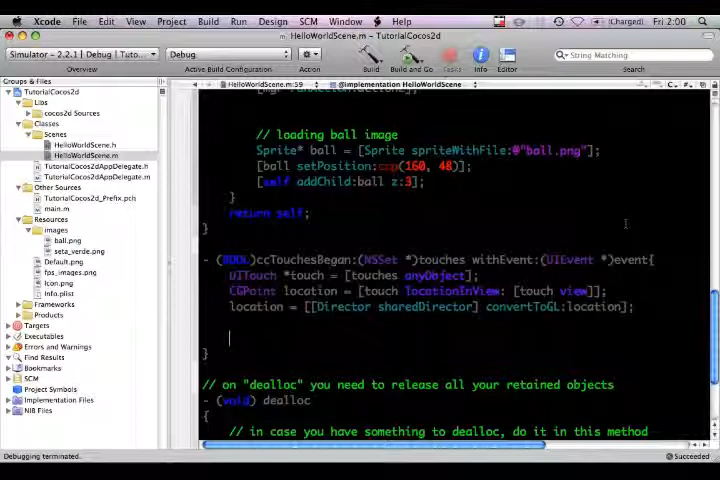 Xcode File Edit View Project Build Run Design SCM Window Help (Charged) Fri 2:00
HelloWorldScene.m - TutorialCocos2d
Simulator - 2.2.1 | Debug | Tutori...
Debug
String Matching
Overview Active Build Configuration Action Build Build and Go Tasks Info Editor Search
Groups & Files
TutorialCocos2d
Libs
cocos2d Sources
Classes
Scenes
HelloWorldScene.h
HelloWorldScene.m
TutorialCocos2dAppDelegate.h
TutorialCocos2dAppDelegate.m
Other Sources
TutorialCocos2d_Prefix.pch
main.m
Resources
images
ball.png
seta_verde.png
Default.png
fps_images.png
Icon.png
Info.plist
Frameworks
Products
Targets
Executables
Errors and Warnings
Find Results
Bookmarks
SCM
Project Symbols
Implementation Files
NIB Files
HelloWorldScene.m:59 @implementation HelloWorldScene
// loading ball image
Sprite* ball = [Sprite spriteWithFile:@"ball.png"];
[ball setPosition:ccp(160, 48)];
[self addChild:ball z:3];
}
return self;
}
- (BOOL)ccTouchesBegan:(NSSet *)touches withEvent:(UIEvent *)event{
UITouch *touch = [touches anyObject];
CGPoint location = [touch locationInView: [touch view]];
location = [[Director sharedDirector] convertToGL:location];
}
// on "dealloc" you need to release all your retained objects
- (void) dealloc
{
// in case you have something to dealloc, do it in this method
Debugging terminated.
Succeeded